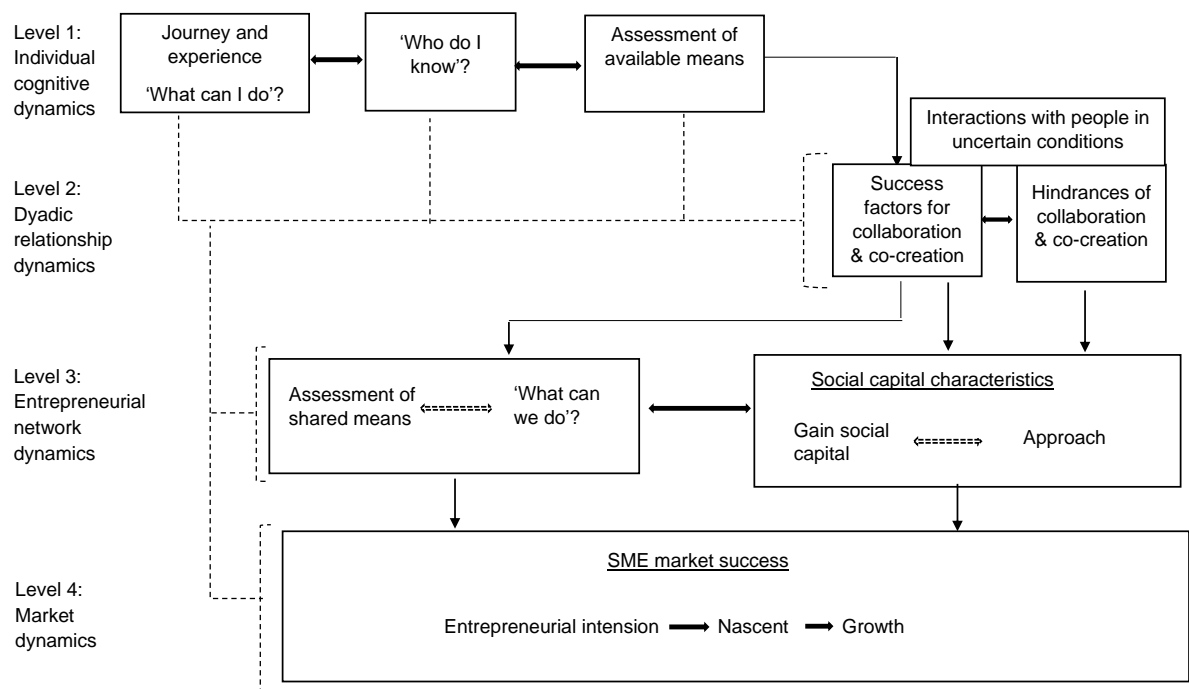 Level 1:
Individual
cognitive
dynamics
Journey and
experience
‘What can I do’?
‘Who do I
know’?
Assessment of
available means
Interactions with people in
uncertain conditions
Level 2:
Dyadic
relationship
dynamics
Success
factors for
collaboration
& co-creation
Hindrances of
collaboration
& co-creation
Level 3:
Entrepreneurial
network
dynamics
Assessment of
shared means
‘What can
we do’?
Social capital characteristics
Gain social
capital
Approach
Level 4:
Market
dynamics
SME market success
Entrepreneurial intension
Nascent
Growth